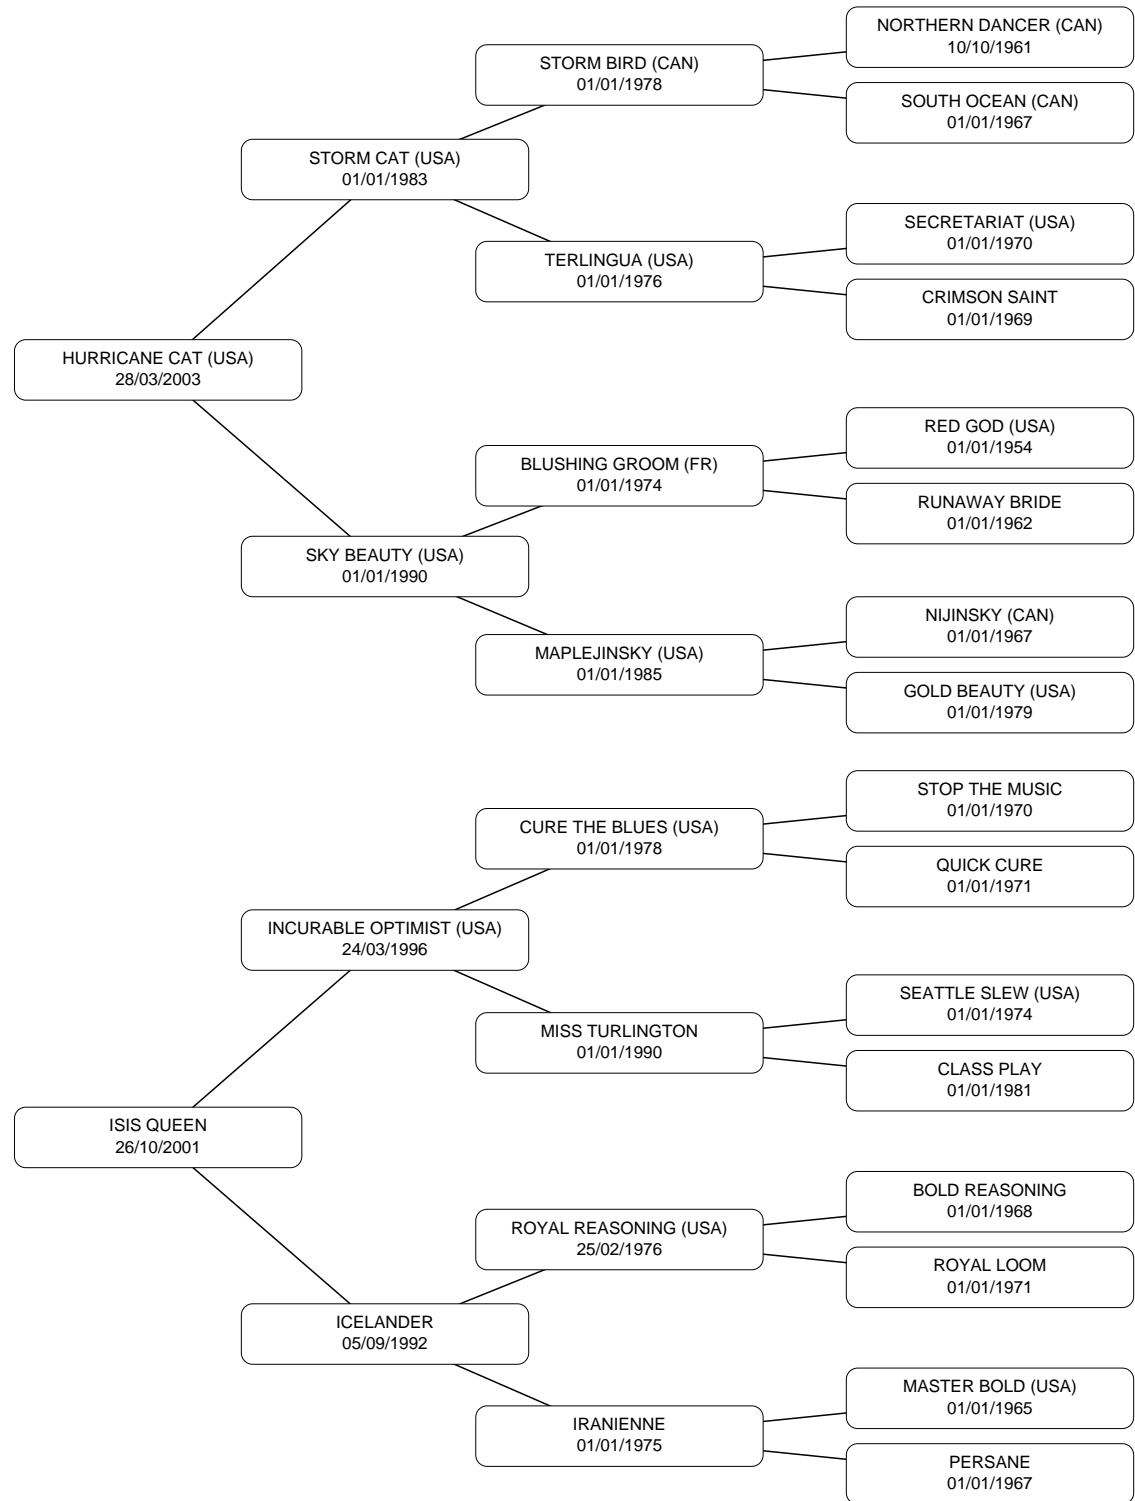 NORTHERN DANCER (CAN)
10/10/1961
STORM BIRD (CAN)
01/01/1978
SOUTH OCEAN (CAN)
01/01/1967
STORM CAT (USA)
01/01/1983
SECRETARIAT (USA)
01/01/1970
TERLINGUA (USA)
01/01/1976
CRIMSON SAINT
01/01/1969
HURRICANE CAT (USA)
28/03/2003
RED GOD (USA)
01/01/1954
BLUSHING GROOM (FR)
01/01/1974
RUNAWAY BRIDE
01/01/1962
SKY BEAUTY (USA)
01/01/1990
NIJINSKY (CAN)
01/01/1967
MAPLEJINSKY (USA)
01/01/1985
GOLD BEAUTY (USA)
01/01/1979
STOP THE MUSIC
01/01/1970
CURE THE BLUES (USA)
01/01/1978
QUICK CURE
01/01/1971
INCURABLE OPTIMIST (USA)
24/03/1996
SEATTLE SLEW (USA)
01/01/1974
MISS TURLINGTON
01/01/1990
CLASS PLAY
01/01/1981
ISIS QUEEN
26/10/2001
BOLD REASONING
01/01/1968
ROYAL REASONING (USA)
25/02/1976
ROYAL LOOM
01/01/1971
ICELANDER
05/09/1992
MASTER BOLD (USA)
01/01/1965
IRANIENNE
01/01/1975
PERSANE
01/01/1967